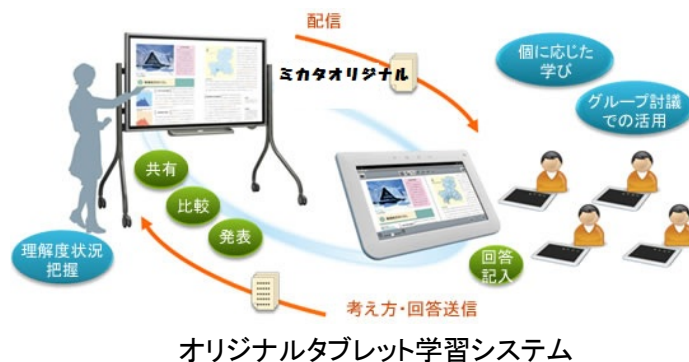 配信
ミカタオリジナル
個に応じた
学び
グループ討議
での活用
共有
比較
発表
理解度状況
把握
回答
記入
考え方・回答送信
オリジナルタブレット学習システム